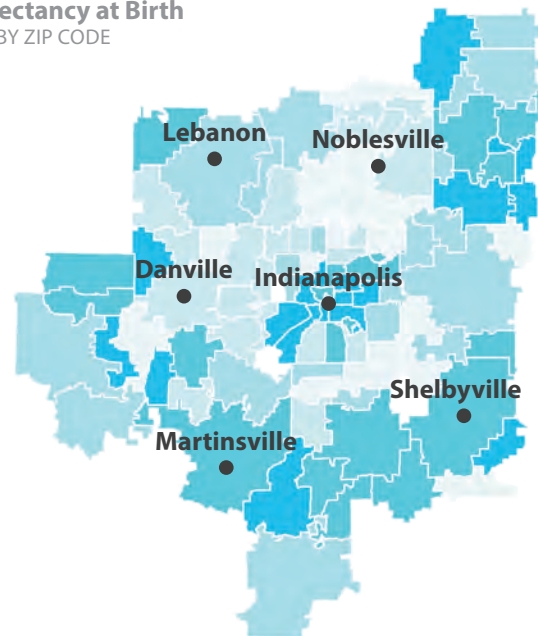 ectancy at Birth
BY ZIP CODE
Lebanon
Noblesville
Danville
Indianapolis
Shelbyville
Martinsville